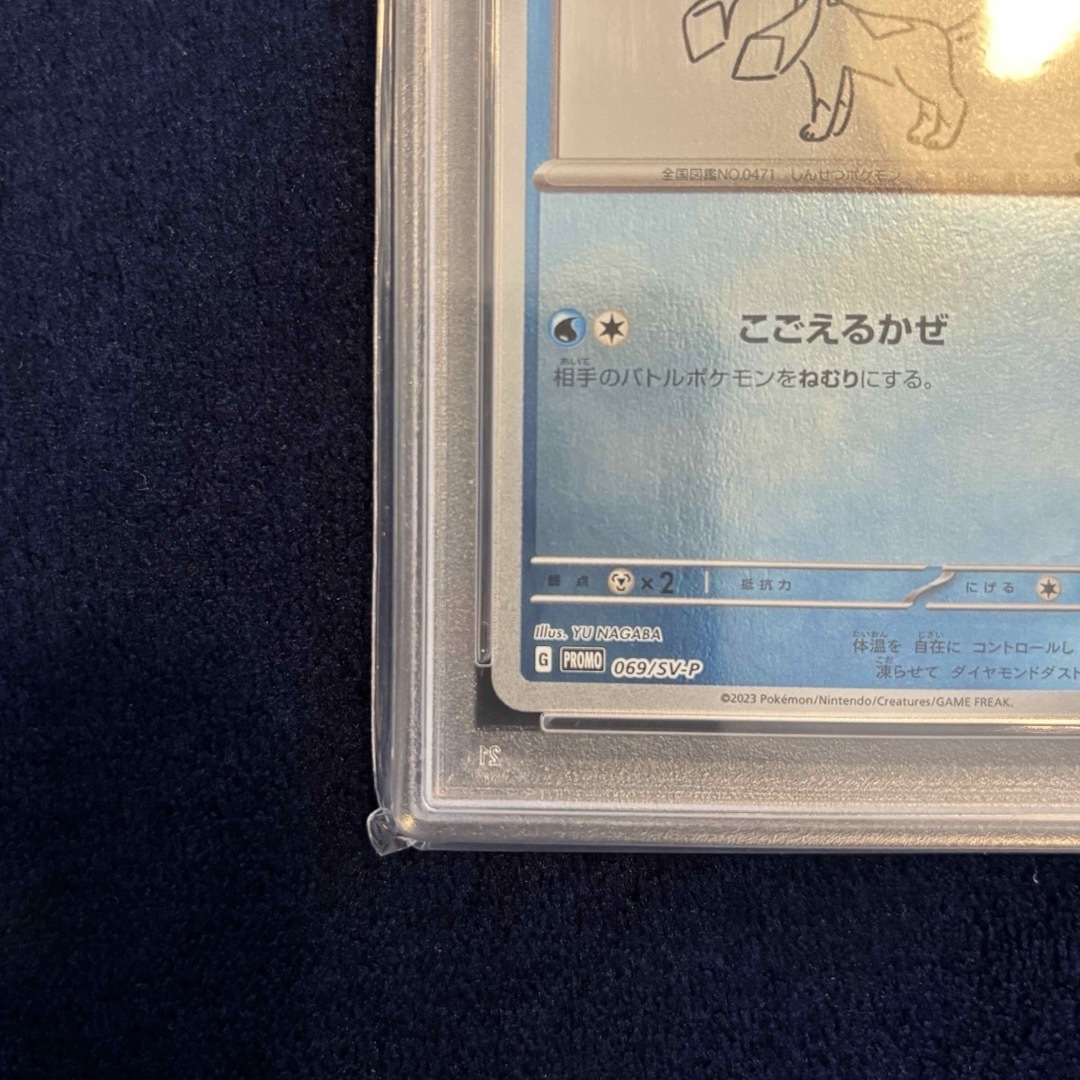 全国図鑑NO.0471 しんせつポケモン
こごえるかぜ
あいて
相手のバトルポケモンをねむりにする。
弱点 ×2 抵抗力 にげる
Illus. YU NAGABA
G PROMO 069/SV-P
たいおん じざい
体温を 自在に コントロールし
こお
凍らせて ダイヤモンドダスト
©2023 Pokémon/Nintendo/Creatures/GAME FREAK.
21